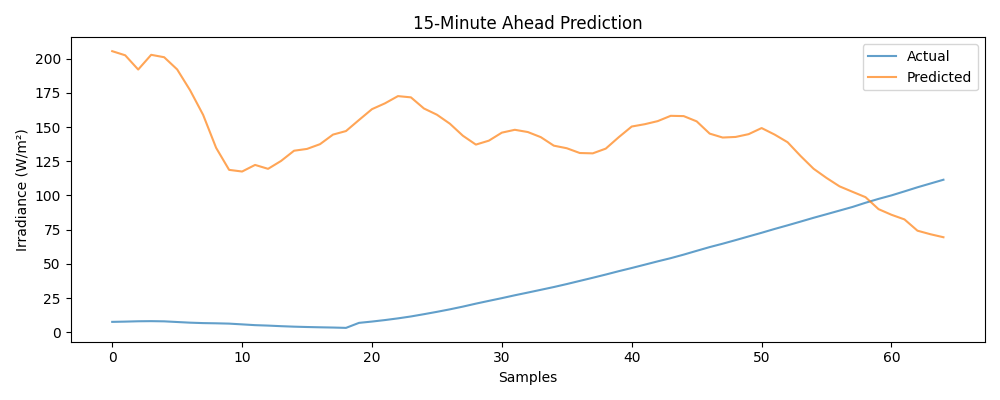 15-Minute Ahead Prediction
Actual
Predicted
Irradiance (W/m²)
200
175
150
125
100
75
50
25
0
0 10 20 30 40 50 60
Samples